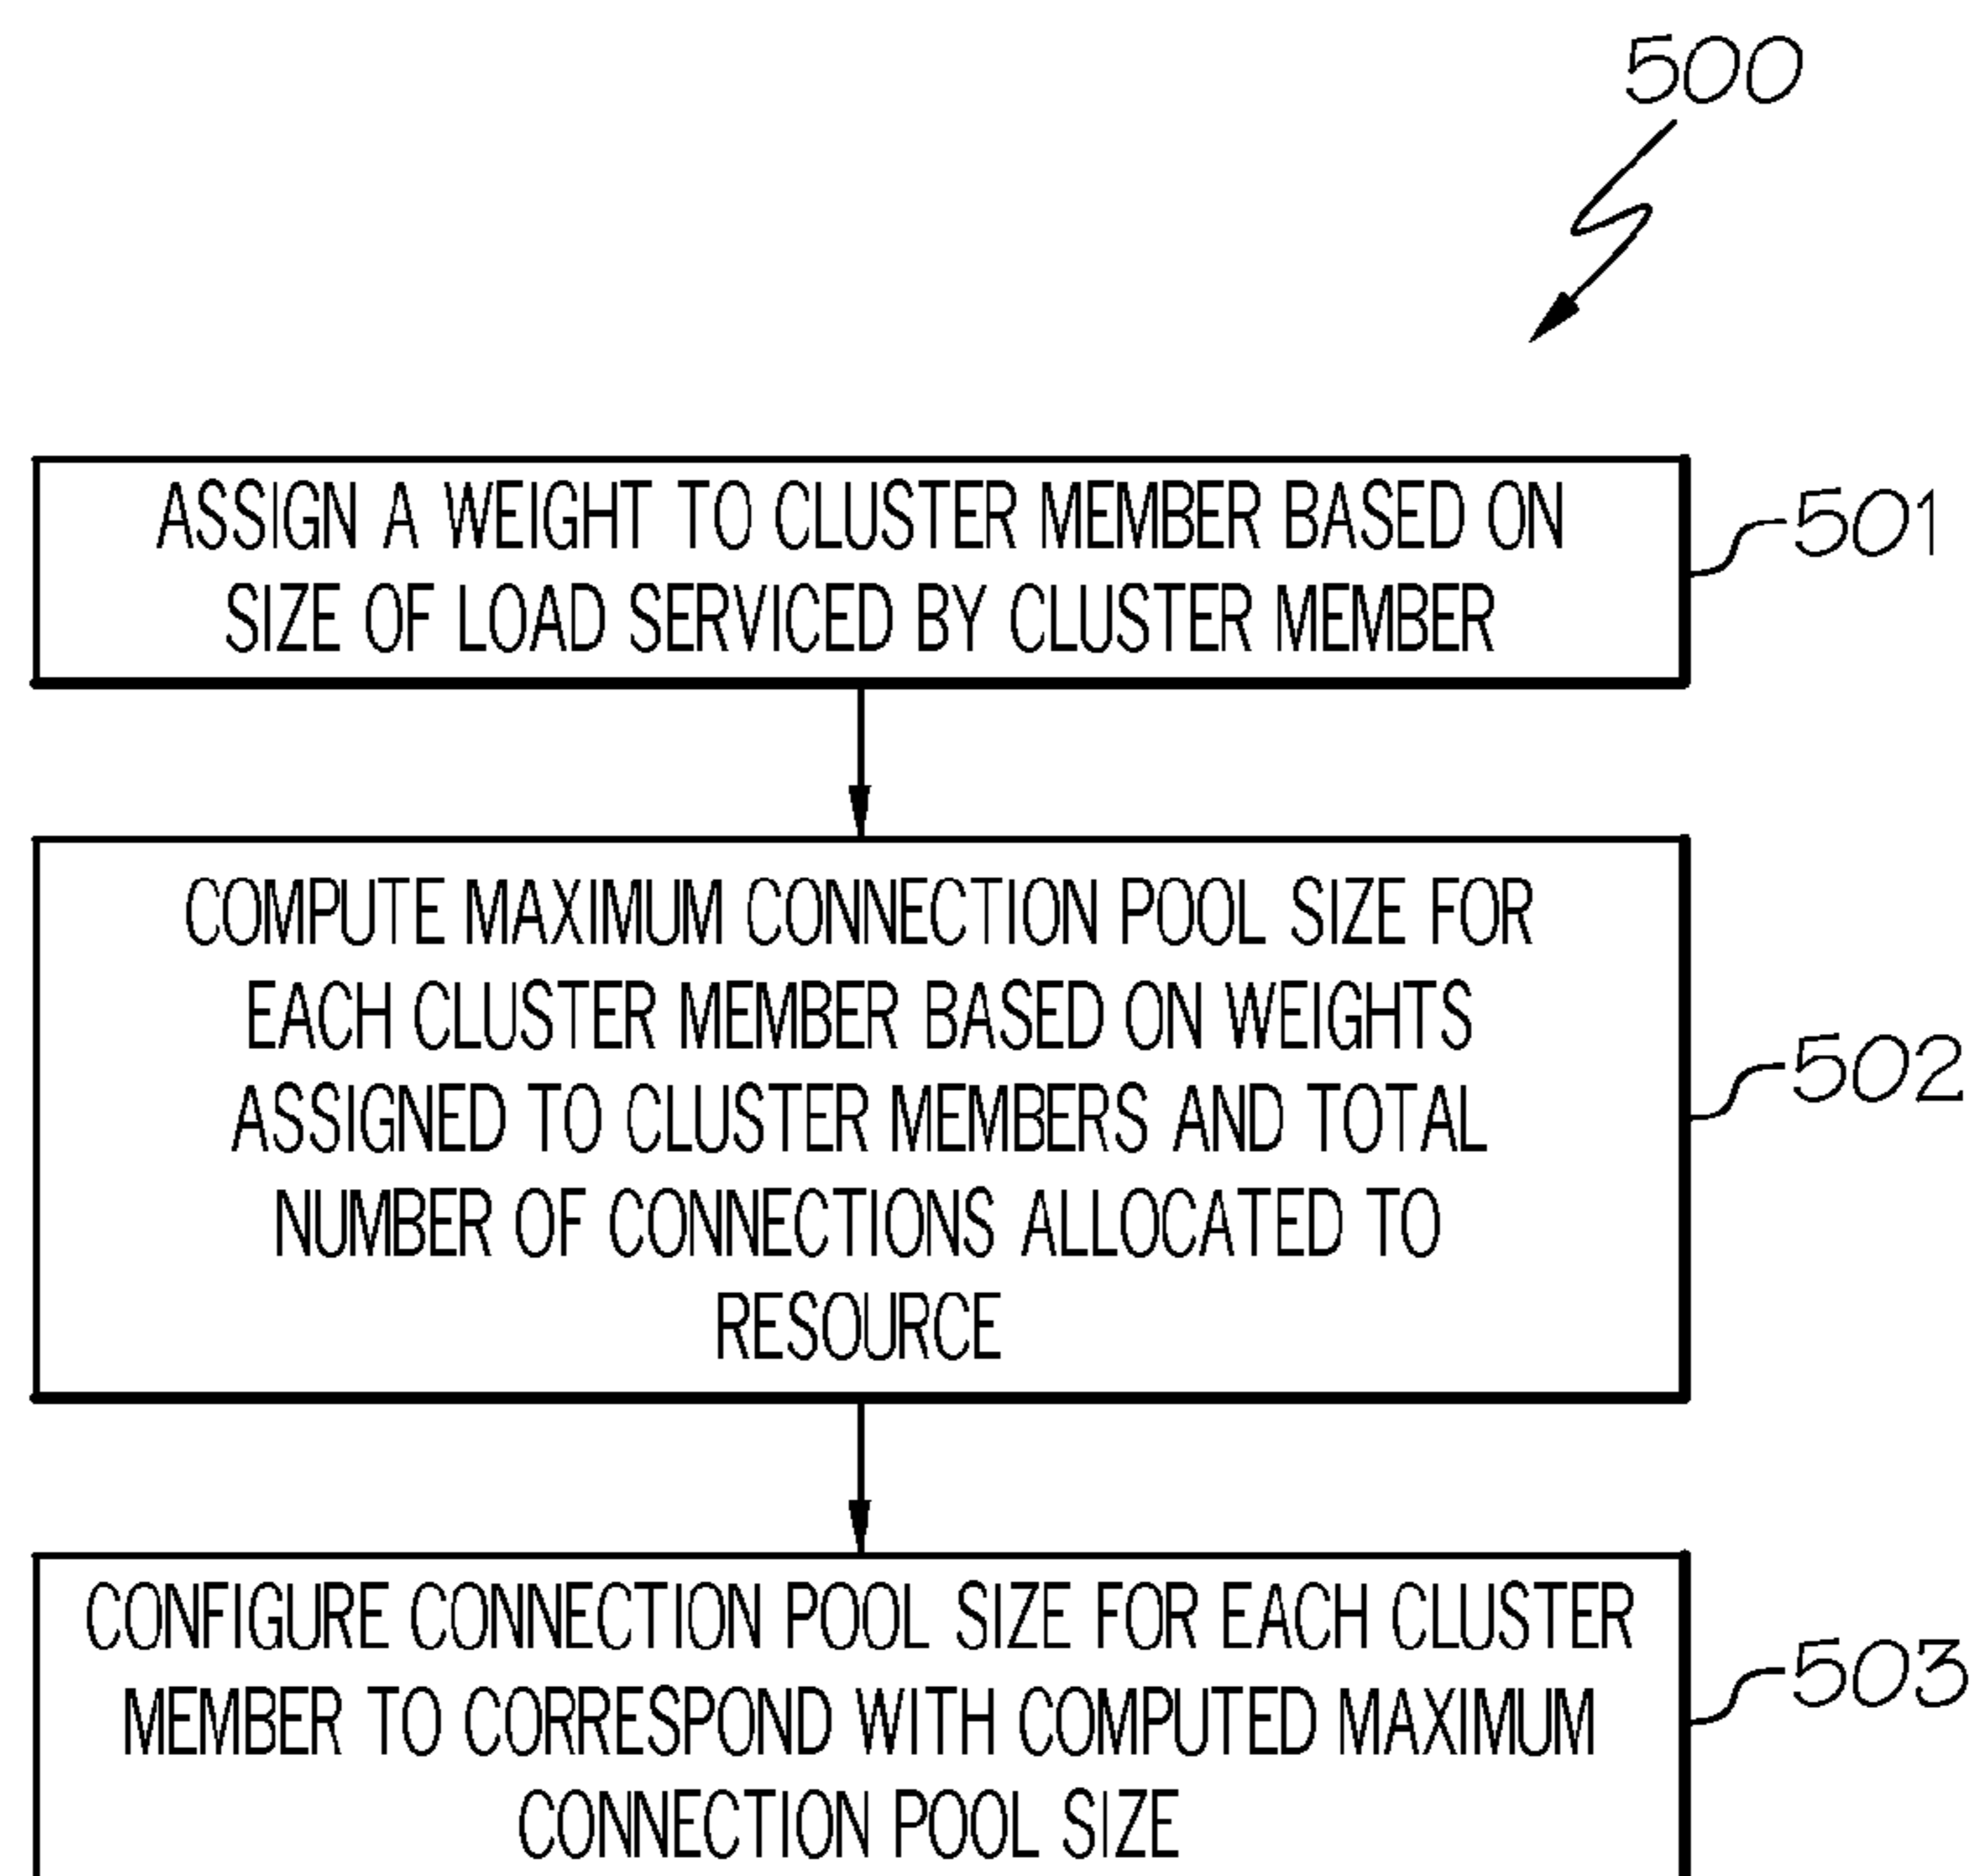 500
ASSIGN A WEIGHT TO CLUSTER MEMBER BASED ON
SIZE OF LOAD SERVICED BY CLUSTER MEMBER
501
COMPUTE MAXIMUM CONNECTION POOL SIZE FOR
EACH CLUSTER MEMBER BASED ON WEIGHTS
ASSIGNED TO CLUSTER MEMBERS AND TOTAL
NUMBER OF CONNECTIONS ALLOCATED TO
RESOURCE
502
CONFIGURE CONNECTION POOL SIZE FOR EACH CLUSTER
MEMBER TO CORRESPOND WITH COMPUTED MAXIMUM
CONNECTION POOL SIZE
503